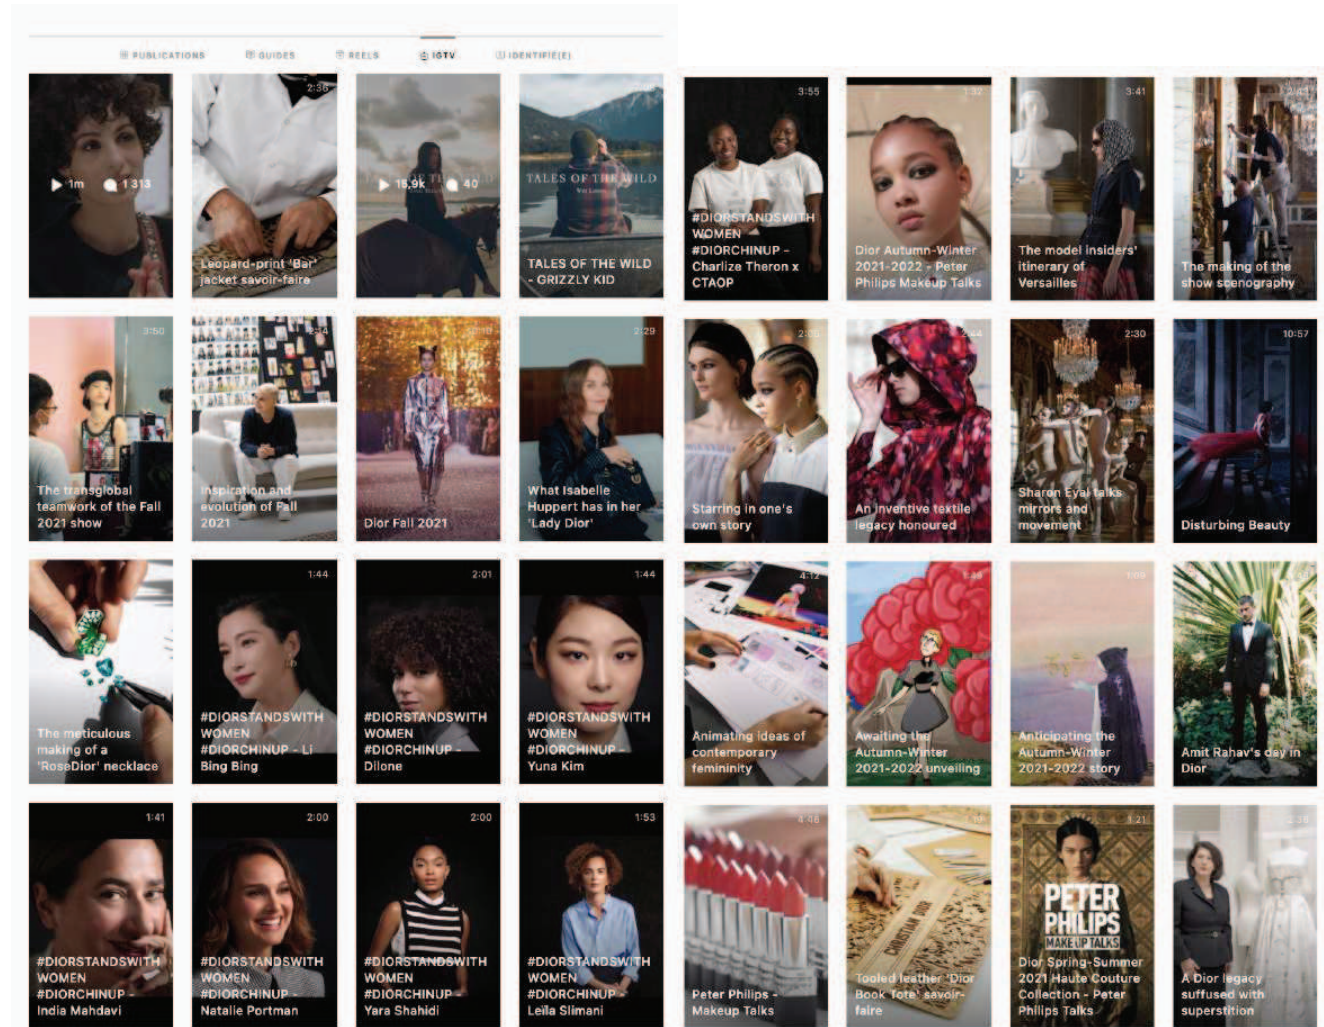 PUBLICATIONS
GUIDES
REELS
IGTV
IDENTIFIÉ(E)
1m
1 313
2:36
Leopard-print 'Bar'
jacket savoir-faire
15,9k
40
TALES OF THE WILD
TALES OF THE WILD
- GRIZZLY KID
3:55
#DIORSTANDSWITH
WOMEN
#DIORCHINUP -
Charlize Theron x
CTAOP
1:32
Dior Autumn-Winter
2021-2022 - Peter
Philips Makeup Talks
3:41
The model insiders'
itinerary of
Versailles
The making of the
show scenography
3:50
The transglobal
teamwork of the Fall
2021 show
2:14
Inspiration and
evolution of Fall
2021
Dior Fall 2021
2:29
What Isabelle
Huppert has in her
'Lady Dior'
Starring in one's
own story
An inventive textile
legacy honoured
2:30
Sharon Eyal talks
mirrors and
movement
10:57
Disturbing Beauty
The meticulous
making of a
'RoseDior' necklace
1:44
#DIORSTANDSWITH
WOMEN
#DIORCHINUP - Li
Bing Bing
2:01
#DIORSTANDSWITH
WOMEN
#DIORCHINUP -
Dilone
1:44
#DIORSTANDSWITH
WOMEN
#DIORCHINUP -
Yuna Kim
4:12
Animating ideas of
contemporary
femininity
Awaiting the
Autumn-Winter
2021-2022 unveiling
1:09
Anticipating the
Autumn-Winter
2021-2022 story
Amit Rahav's day in
Dior
1:41
#DIORSTANDSWITH
WOMEN
#DIORCHINUP -
India Mahdavi
2:00
#DIORSTANDSWITH
WOMEN
#DIORCHINUP -
Natalie Portman
2:00
#DIORSTANDSWITH
WOMEN
#DIORCHINUP -
Yara Shahidi
1:53
#DIORSTANDSWITH
WOMEN
#DIORCHINUP -
Leïla Slimani
4:46
Peter Philips -
Makeup Talks
CHRISTIAN DIOR
Tooled leather 'Dior
Book Tote' savoir-
faire
1:21
PETER
PHILIPS
MAKE UP TALKS
Dior Spring-Summer
2021 Haute Couture
Collection - Peter
Philips Talks
A Dior legacy
suffused with
superstition